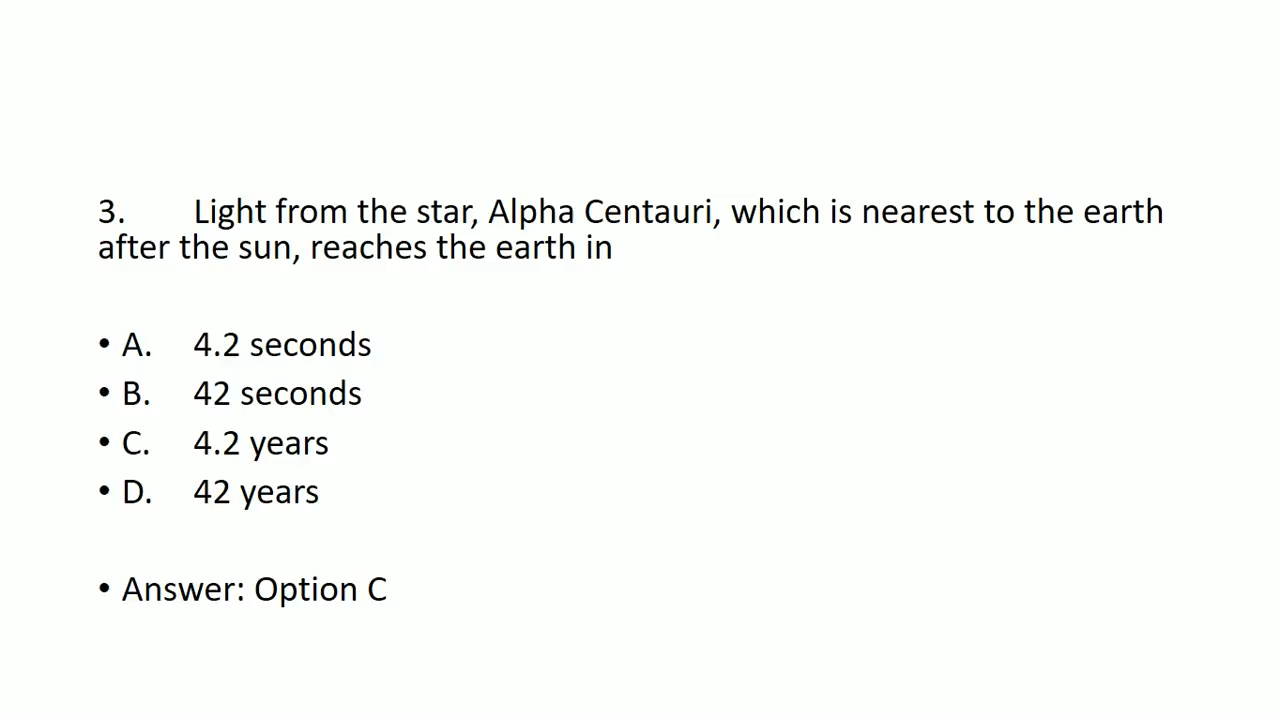 3. Light from the star, Alpha Centauri, which is nearest to the earth
after the sun, reaches the earth in
• A. 4.2 seconds
• B. 42 seconds
• C. 4.2 years
• D. 42 years
• Answer: Option C